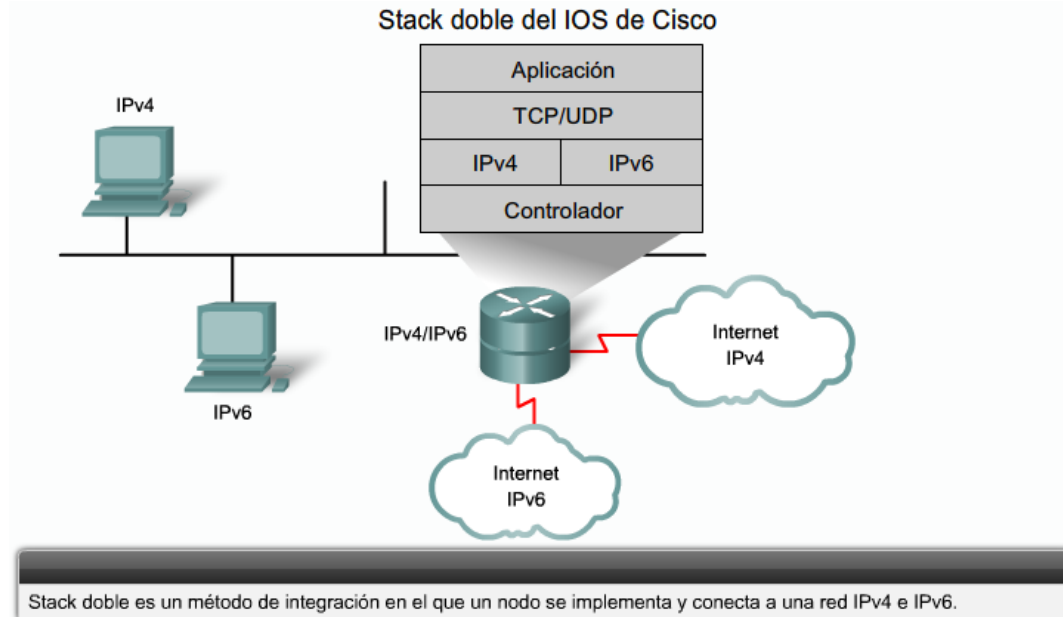 Stack doble del IOS de Cisco
Aplicación
TCP/UDP
IPv4 IPv6
Controlador
IPv4
IPv6
IPv4/IPv6
Internet
IPv4
Internet
IPv6
Stack doble es un método de integración en el que un nodo se implementa y conecta a una red IPv4 e IPv6.